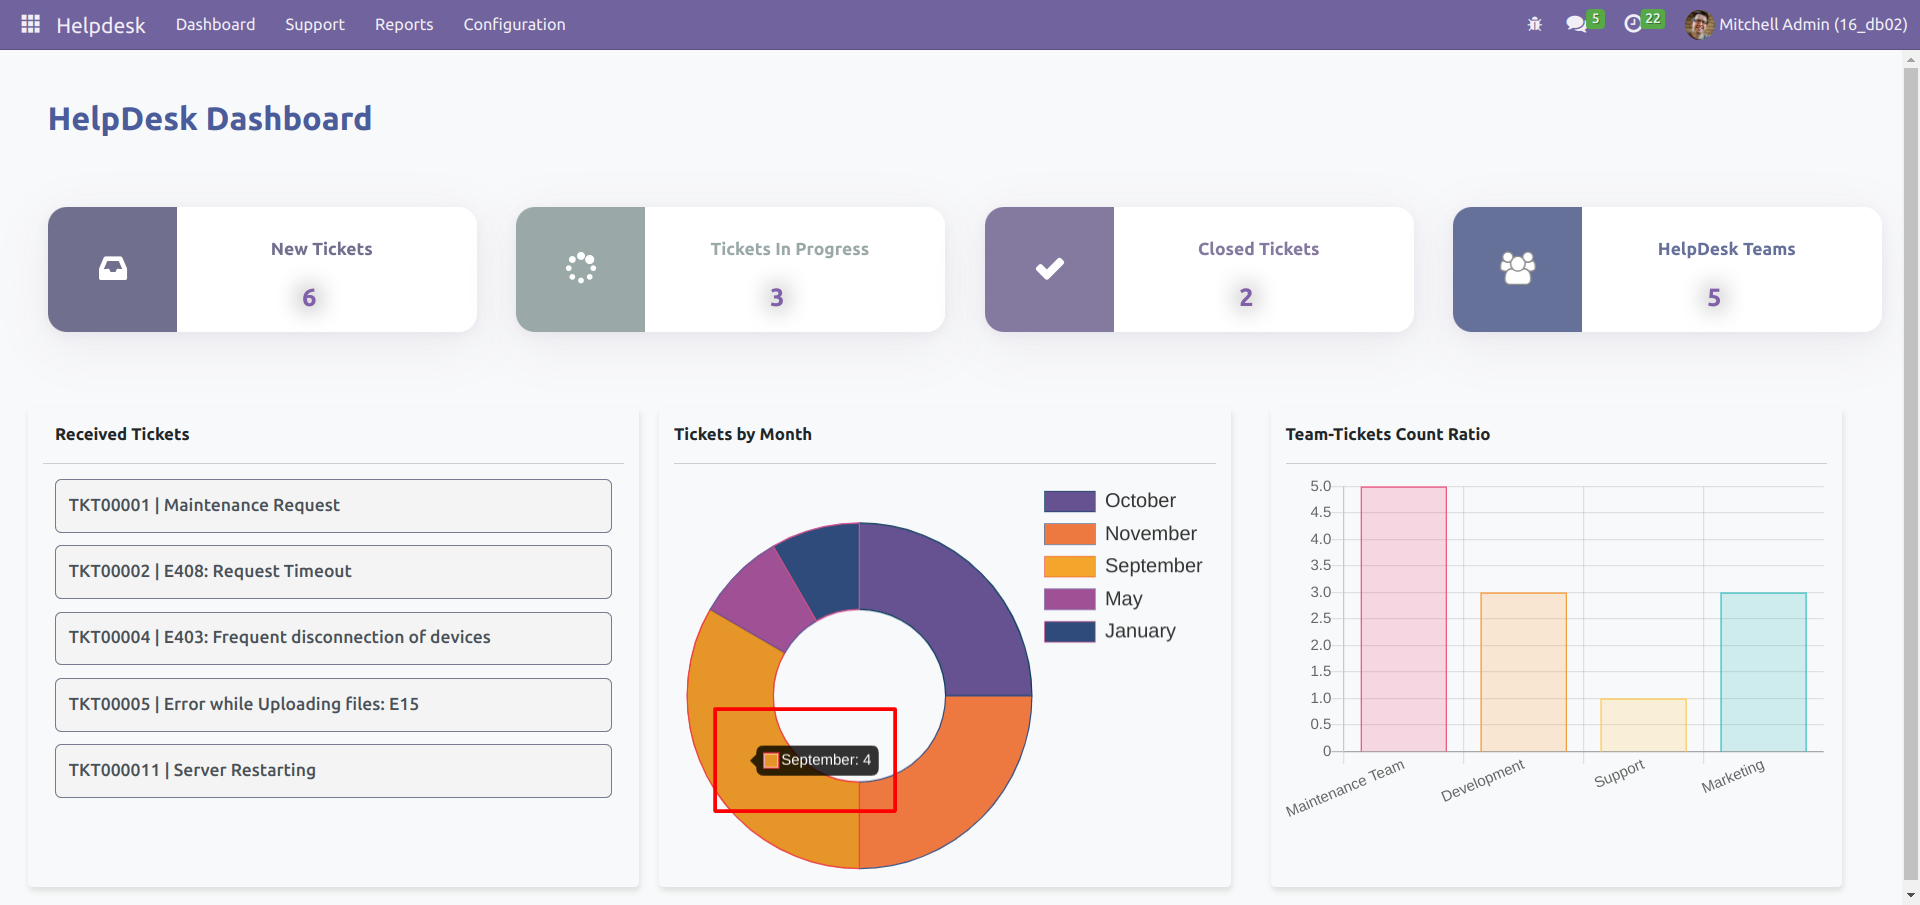 Helpdesk Dashboard Support Reports Configuration 5 22 Mitchell Admin (16_db02)
HelpDesk Dashboard
New Tickets
6
Tickets In Progress
3
Closed Tickets
2
HelpDesk Teams
5
Received Tickets
TKT00001 | Maintenance Request
TKT00002 | E408: Request Timeout
TKT00004 | E403: Frequent disconnection of devices
TKT00005 | Error while Uploading files: E15
TKT000011 | Server Restarting
Tickets by Month
October
November
September
May
January
September: 4
Team-Tickets Count Ratio
5.0
4.5
4.0
3.5
3.0
2.5
2.0
1.5
1.0
0.5
0
Maintenance Team
Development
Support
Marketing